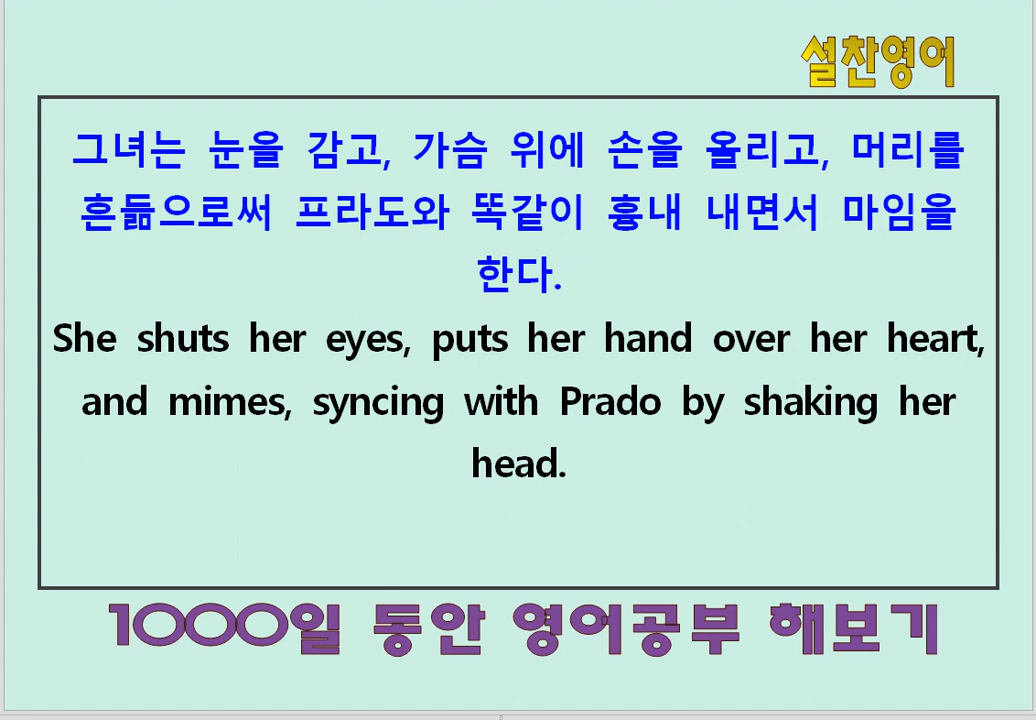 설찬영어
그녀는 눈을 감고, 가슴 위에 손을 올리고, 머리를
흔듦으로써 프라도와 똑같이 흉내 내면서 마임을
한다.
She shuts her eyes, puts her hand over her heart,
and mimes, syncing with Prado by shaking her
head.
1000일 동안 영어공부 해보기